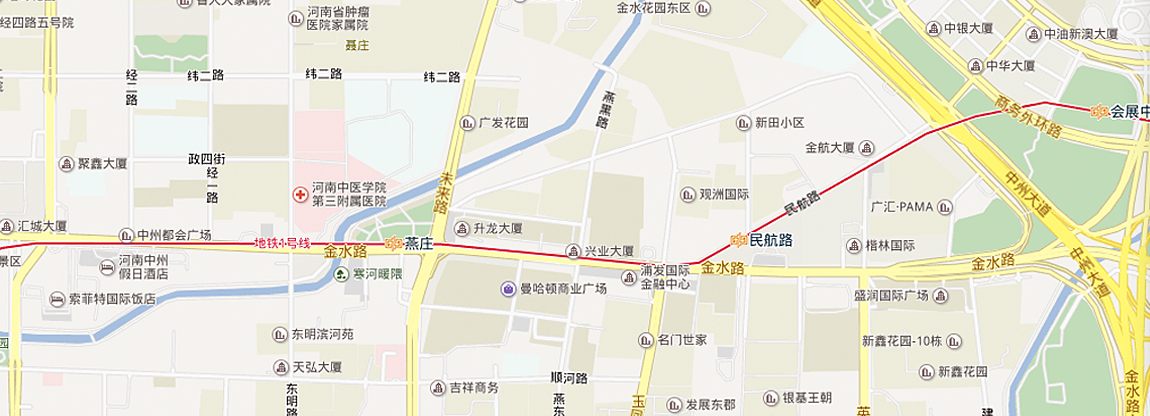 省人大家属院
河南省肿瘤
医院家属院
金水花园东区
中银大厦
中油新澳大厦
经四路五号院
聂庄
中华大厦
经二路
纬二路
纬二路
纬二路
燕黑路
商务外环路
会展中
广发花园
新田小区
金航大厦
聚鑫大厦
政四街
经一路
未来路
中州大道
河南中医学院
第三附属医院
观洲国际
民航路
广汇·PAMA
汇城大厦
中州都会广场
地铁1号线
金水路
燕庄
升龙大厦
兴业大厦
民航路
楷林国际
景区
河南中州
假日酒店
寒河暖隈
浦发国际
金融中心
金水路
金水路
中州大道
索菲特国际饭店
曼哈顿商业广场
盛润国际广场
东明滨河苑
名门世家
新鑫花园-10栋
园
天弘大厦
顺河路
新鑫花园
金水路
东明路
吉祥商务
燕东
发展东郡
银基王朝
英
建